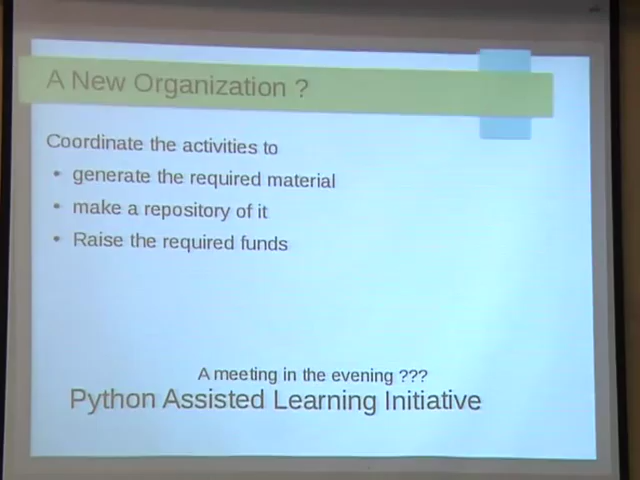 A New Organization ?
Coordinate the activities to
• generate the required material
• make a repository of it
• Raise the required funds
A meeting in the evening ???
Python Assisted Learning Initiative